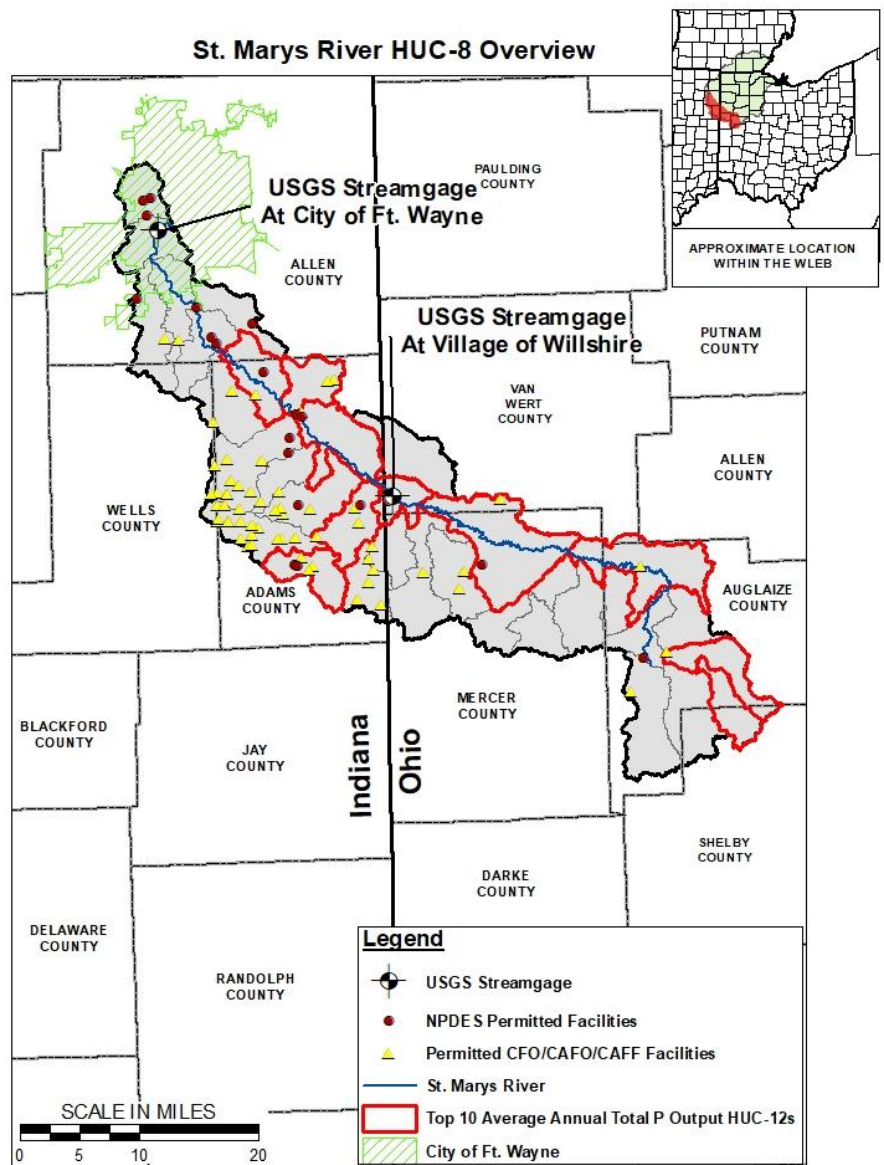 St. Marys River HUC-8 Overview
APPROXIMATE LOCATION
WITHIN THE WLEB
PAULDING
COUNTY
USGS Streamgage
At City of Ft. Wayne
ALLEN
COUNTY
USGS Streamgage
At Village of Willshire
PUTNAM
COUNTY
VAN
WERT
COUNTY
ALLEN
COUNTY
WELLS
COUNTY
ADAMS
COUNTY
AUGLAIZE
COUNTY
MERCER
COUNTY
BLACKFORD
COUNTY
JAY
COUNTY
Indiana
Ohio
SHELBY
COUNTY
DARKE
COUNTY
DELAWARE
COUNTY
RANDOLPH
COUNTY
Legend
USGS Streamgage
NPDES Permitted Facilities
Permitted CFO/CAFO/CAFF Facilities
St. Marys River
Top 10 Average Annual Total P Output HUC-12s
City of Ft. Wayne
SCALE IN MILES
0 5 10 20